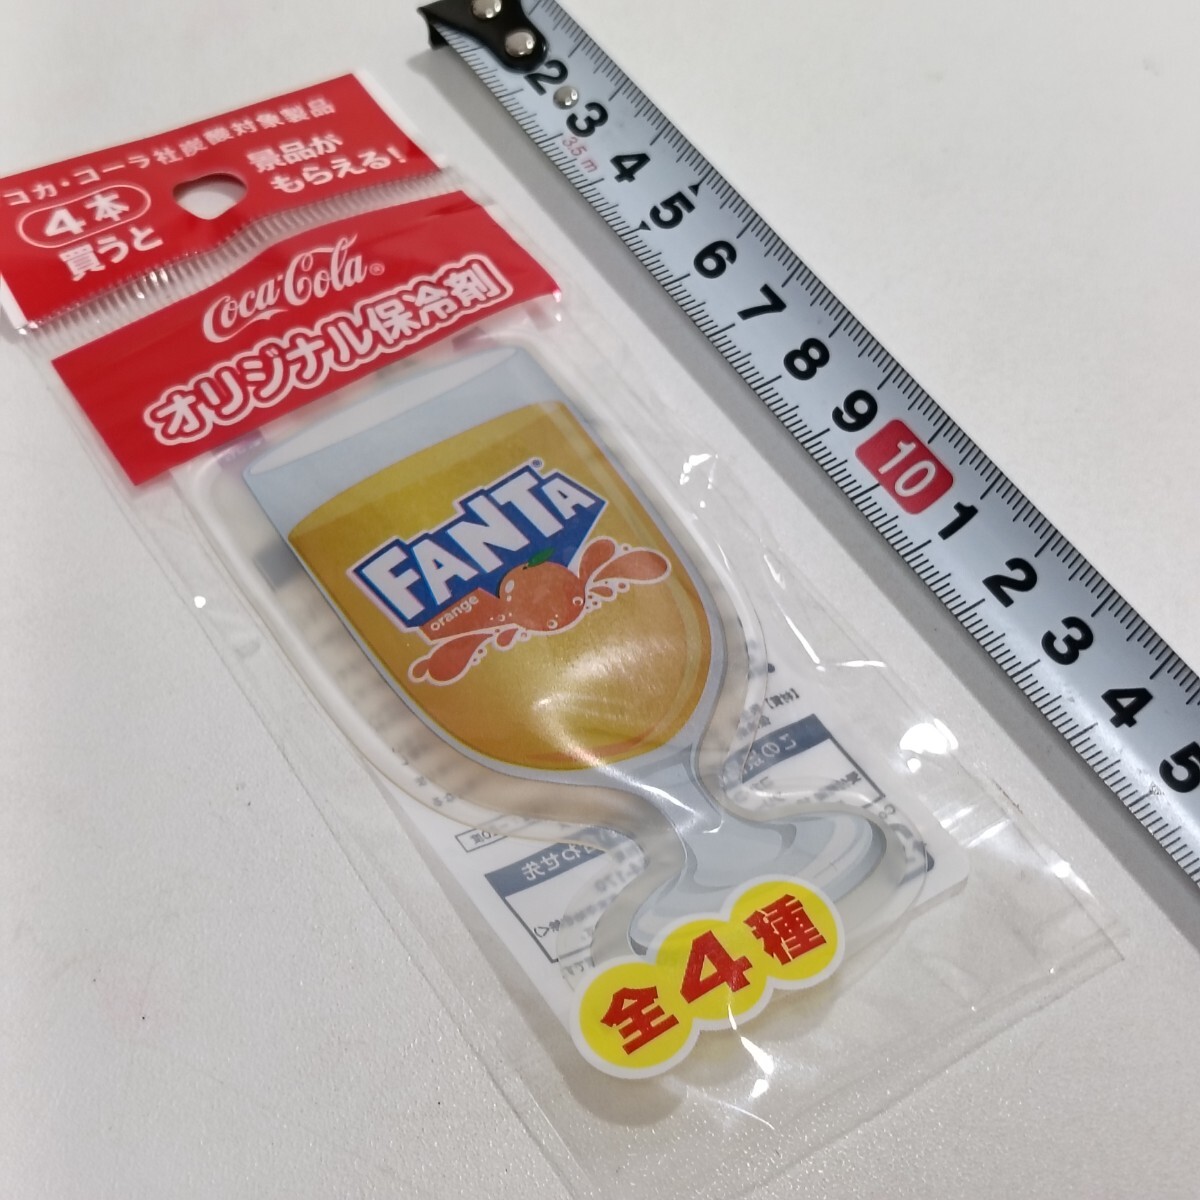 コカ・コーラ社炭酸対象製品
4本
買うと
景品が
もらえる!
Coca-Cola®
オリジナル保冷剤
FANTA®
orange
全4種
2 3 4 5 6 7 8 9 10 1 2 3 4 5
3.5m